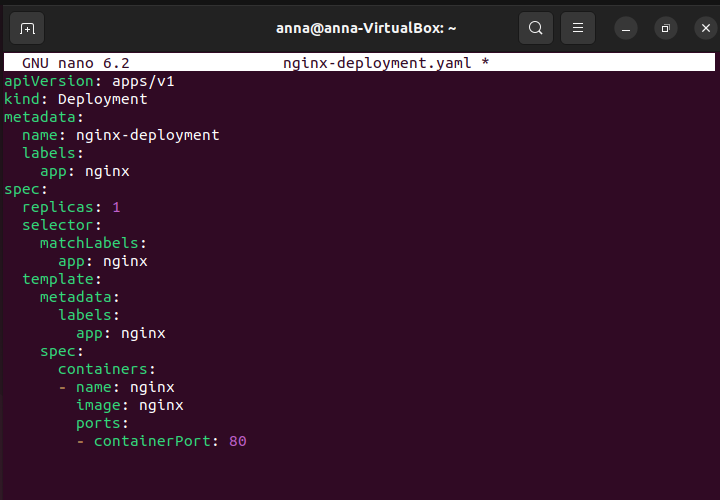 anna@anna-VirtualBox: ~
GNU nano 6.2 nginx-deployment.yaml *
apiVersion: apps/v1
kind: Deployment
metadata:
  name: nginx-deployment
  labels:
    app: nginx
spec:
  replicas: 1
  selector:
    matchLabels:
      app: nginx
  template:
    metadata:
      labels:
        app: nginx
    spec:
      containers:
      - name: nginx
        image: nginx
        ports:
        - containerPort: 80